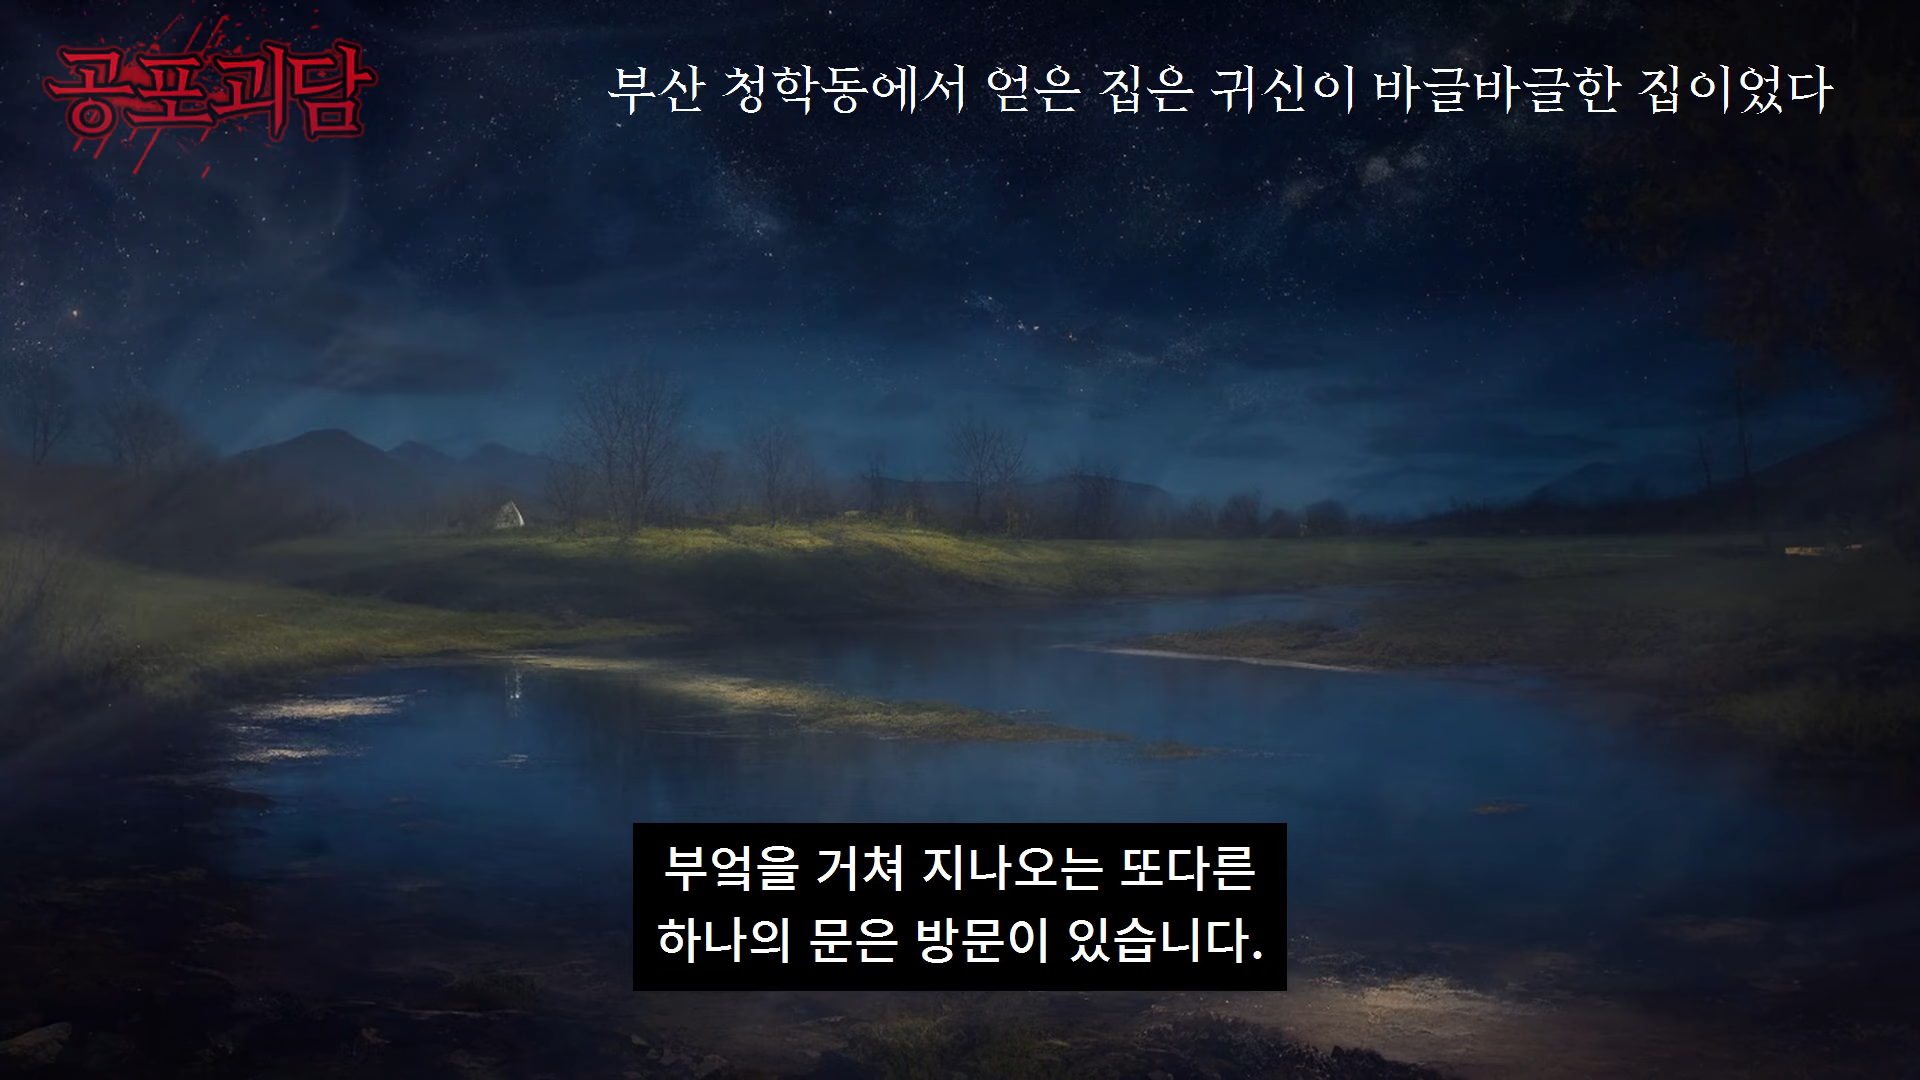 공포괴담
부산 청학동에서 얻은 집은 귀신이 바글바글한 집이었다
부엌을 거쳐 지나오는 또다른
하나의 문은 방문이 있습니다.